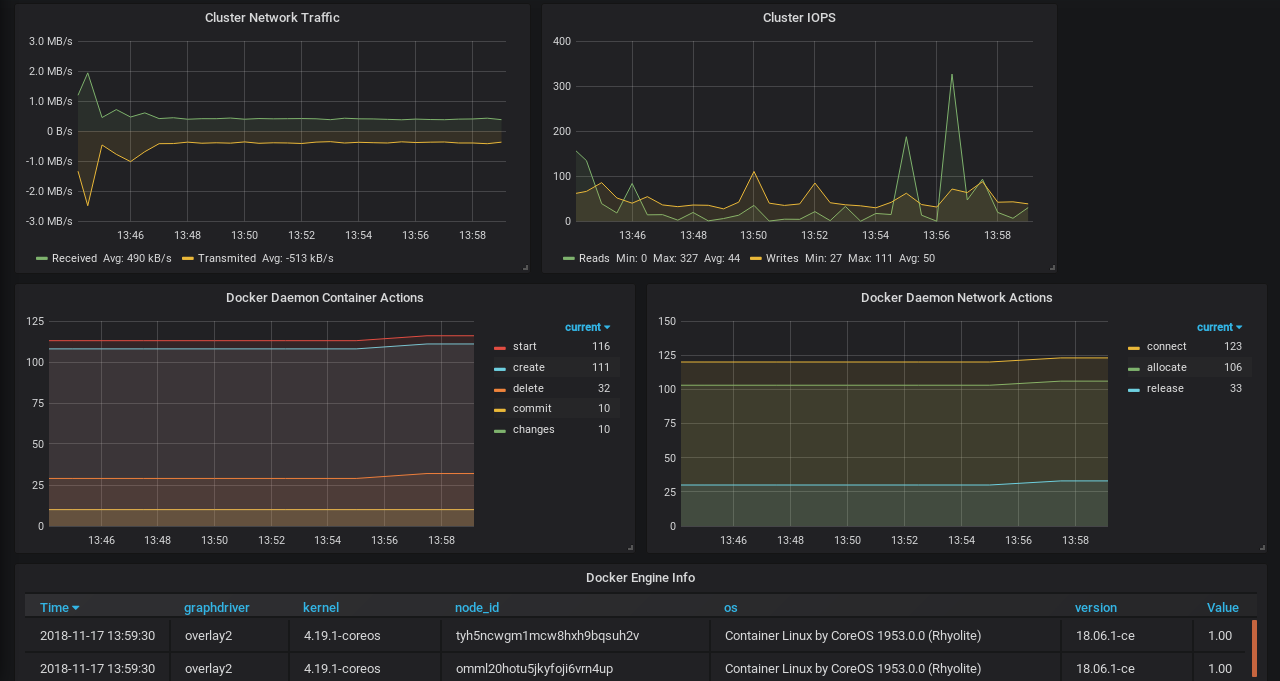 Cluster Network Traffic
3.0 MB/s
2.0 MB/s
1.0 MB/s
0 B/s
-1.0 MB/s
-2.0 MB/s
-3.0 MB/s
13:46 13:48 13:50 13:52 13:54 13:56 13:58
Received Avg: 490 kB/s Transmited Avg: -513 kB/s
Cluster IOPS
400
300
200
100
0
13:46 13:48 13:50 13:52 13:54 13:56 13:58
Reads Min: 0 Max: 327 Avg: 44 Writes Min: 27 Max: 111 Avg: 50
Docker Daemon Container Actions
125
100
75
50
25
0
13:46 13:48 13:50 13:52 13:54 13:56 13:58
current
start 116
create 111
delete 32
commit 10
changes 10
Docker Daemon Network Actions
150
125
100
75
50
25
0
13:46 13:48 13:50 13:52 13:54 13:56 13:58
current
connect 123
allocate 106
release 33
Docker Engine Info
Time graphdriver kernel node_id os version Value
2018-11-17 13:59:30 overlay2 4.19.1-coreos tyh5ncwgm1mcw8hxh9bqsuh2v Container Linux by CoreOS 1953.0.0 (Rhyolite) 18.06.1-ce 1.00
2018-11-17 13:59:30 overlay2 4.19.1-coreos omml20hotu5jkyfoji6vrn4up Container Linux by CoreOS 1953.0.0 (Rhyolite) 18.06.1-ce 1.00